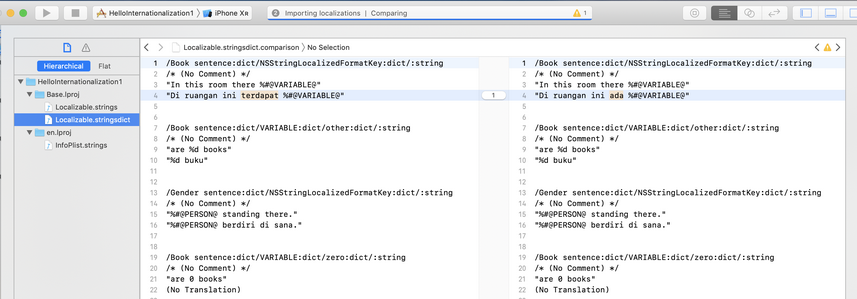 HelloInternationalization1 iPhone XR
Importing localizations | Comparing
1
Localizable.stringsdict.comparison No Selection
Hierarchical Flat
HelloInternationalization1
Base.lproj
Localizable.strings
Localizable.stringsdict
en.lproj
InfoPlist.strings
1 /Book sentence:dict/NSStringLocalizedFormatKey:dict/:string
2 /* (No Comment) */
3 "In this room there %#@VARIABLE@"
4 "Di ruangan ini terdapat %#@VARIABLE@"
5
6
7 /Book sentence:dict/VARIABLE:dict/other:dict/:string
8 /* (No Comment) */
9 "are %d books"
10 "%d buku"
11
12
13 /Gender sentence:dict/NSStringLocalizedFormatKey:dict/:string
14 /* (No Comment) */
15 "%#@PERSON@ standing there."
16 "%#@PERSON@ berdiri di sana."
17
18
19 /Book sentence:dict/VARIABLE:dict/zero:dict/:string
20 /* (No Comment) */
21 "are 0 books"
22 (No Translation)
1
1 /Book sentence:dict/NSStringLocalizedFormatKey:dict/:string
2 /* (No Comment) */
3 "In this room there %#@VARIABLE@"
4 "Di ruangan ini ada %#@VARIABLE@"
5
6
7 /Book sentence:dict/VARIABLE:dict/other:dict/:string
8 /* (No Comment) */
9 "are %d books"
10 "%d buku"
11
12
13 /Gender sentence:dict/NSStringLocalizedFormatKey:dict/:string
14 /* (No Comment) */
15 "%#@PERSON@ standing there."
16 "%#@PERSON@ berdiri di sana."
17
18
19 /Book sentence:dict/VARIABLE:dict/zero:dict/:string
20 /* (No Comment) */
21 "are 0 books"
22 (No Translation)